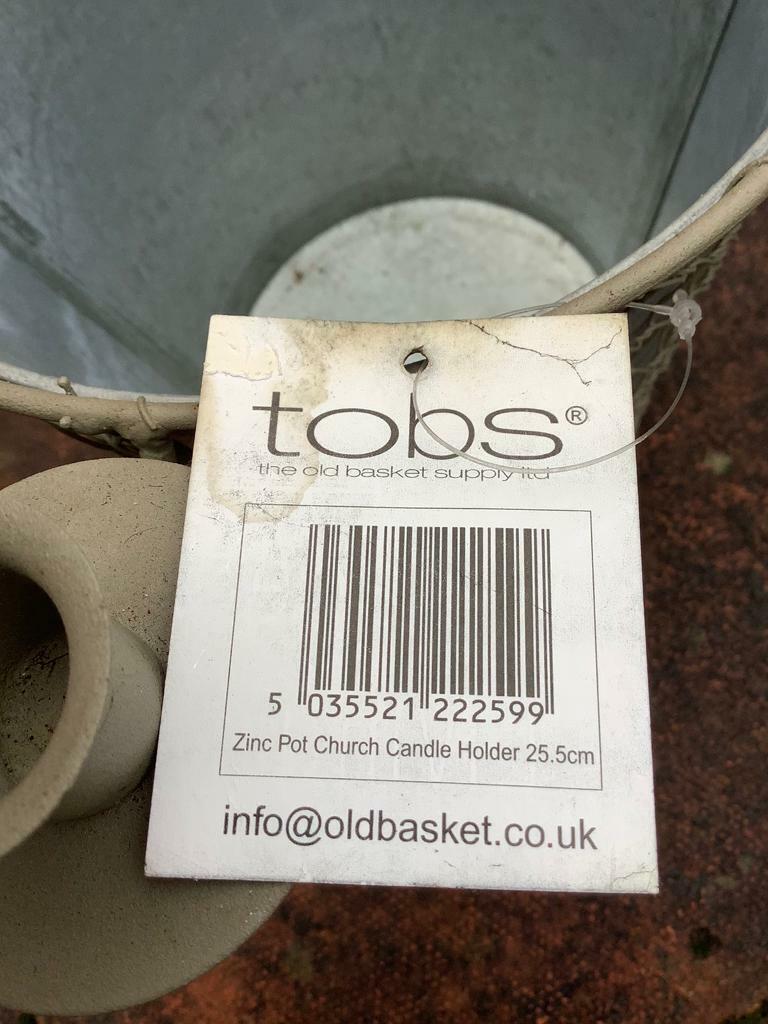 tobs®
the old basket supply ltd
5 035521 222599
Zinc Pot Church Candle Holder 25.5cm
info@oldbasket.co.uk